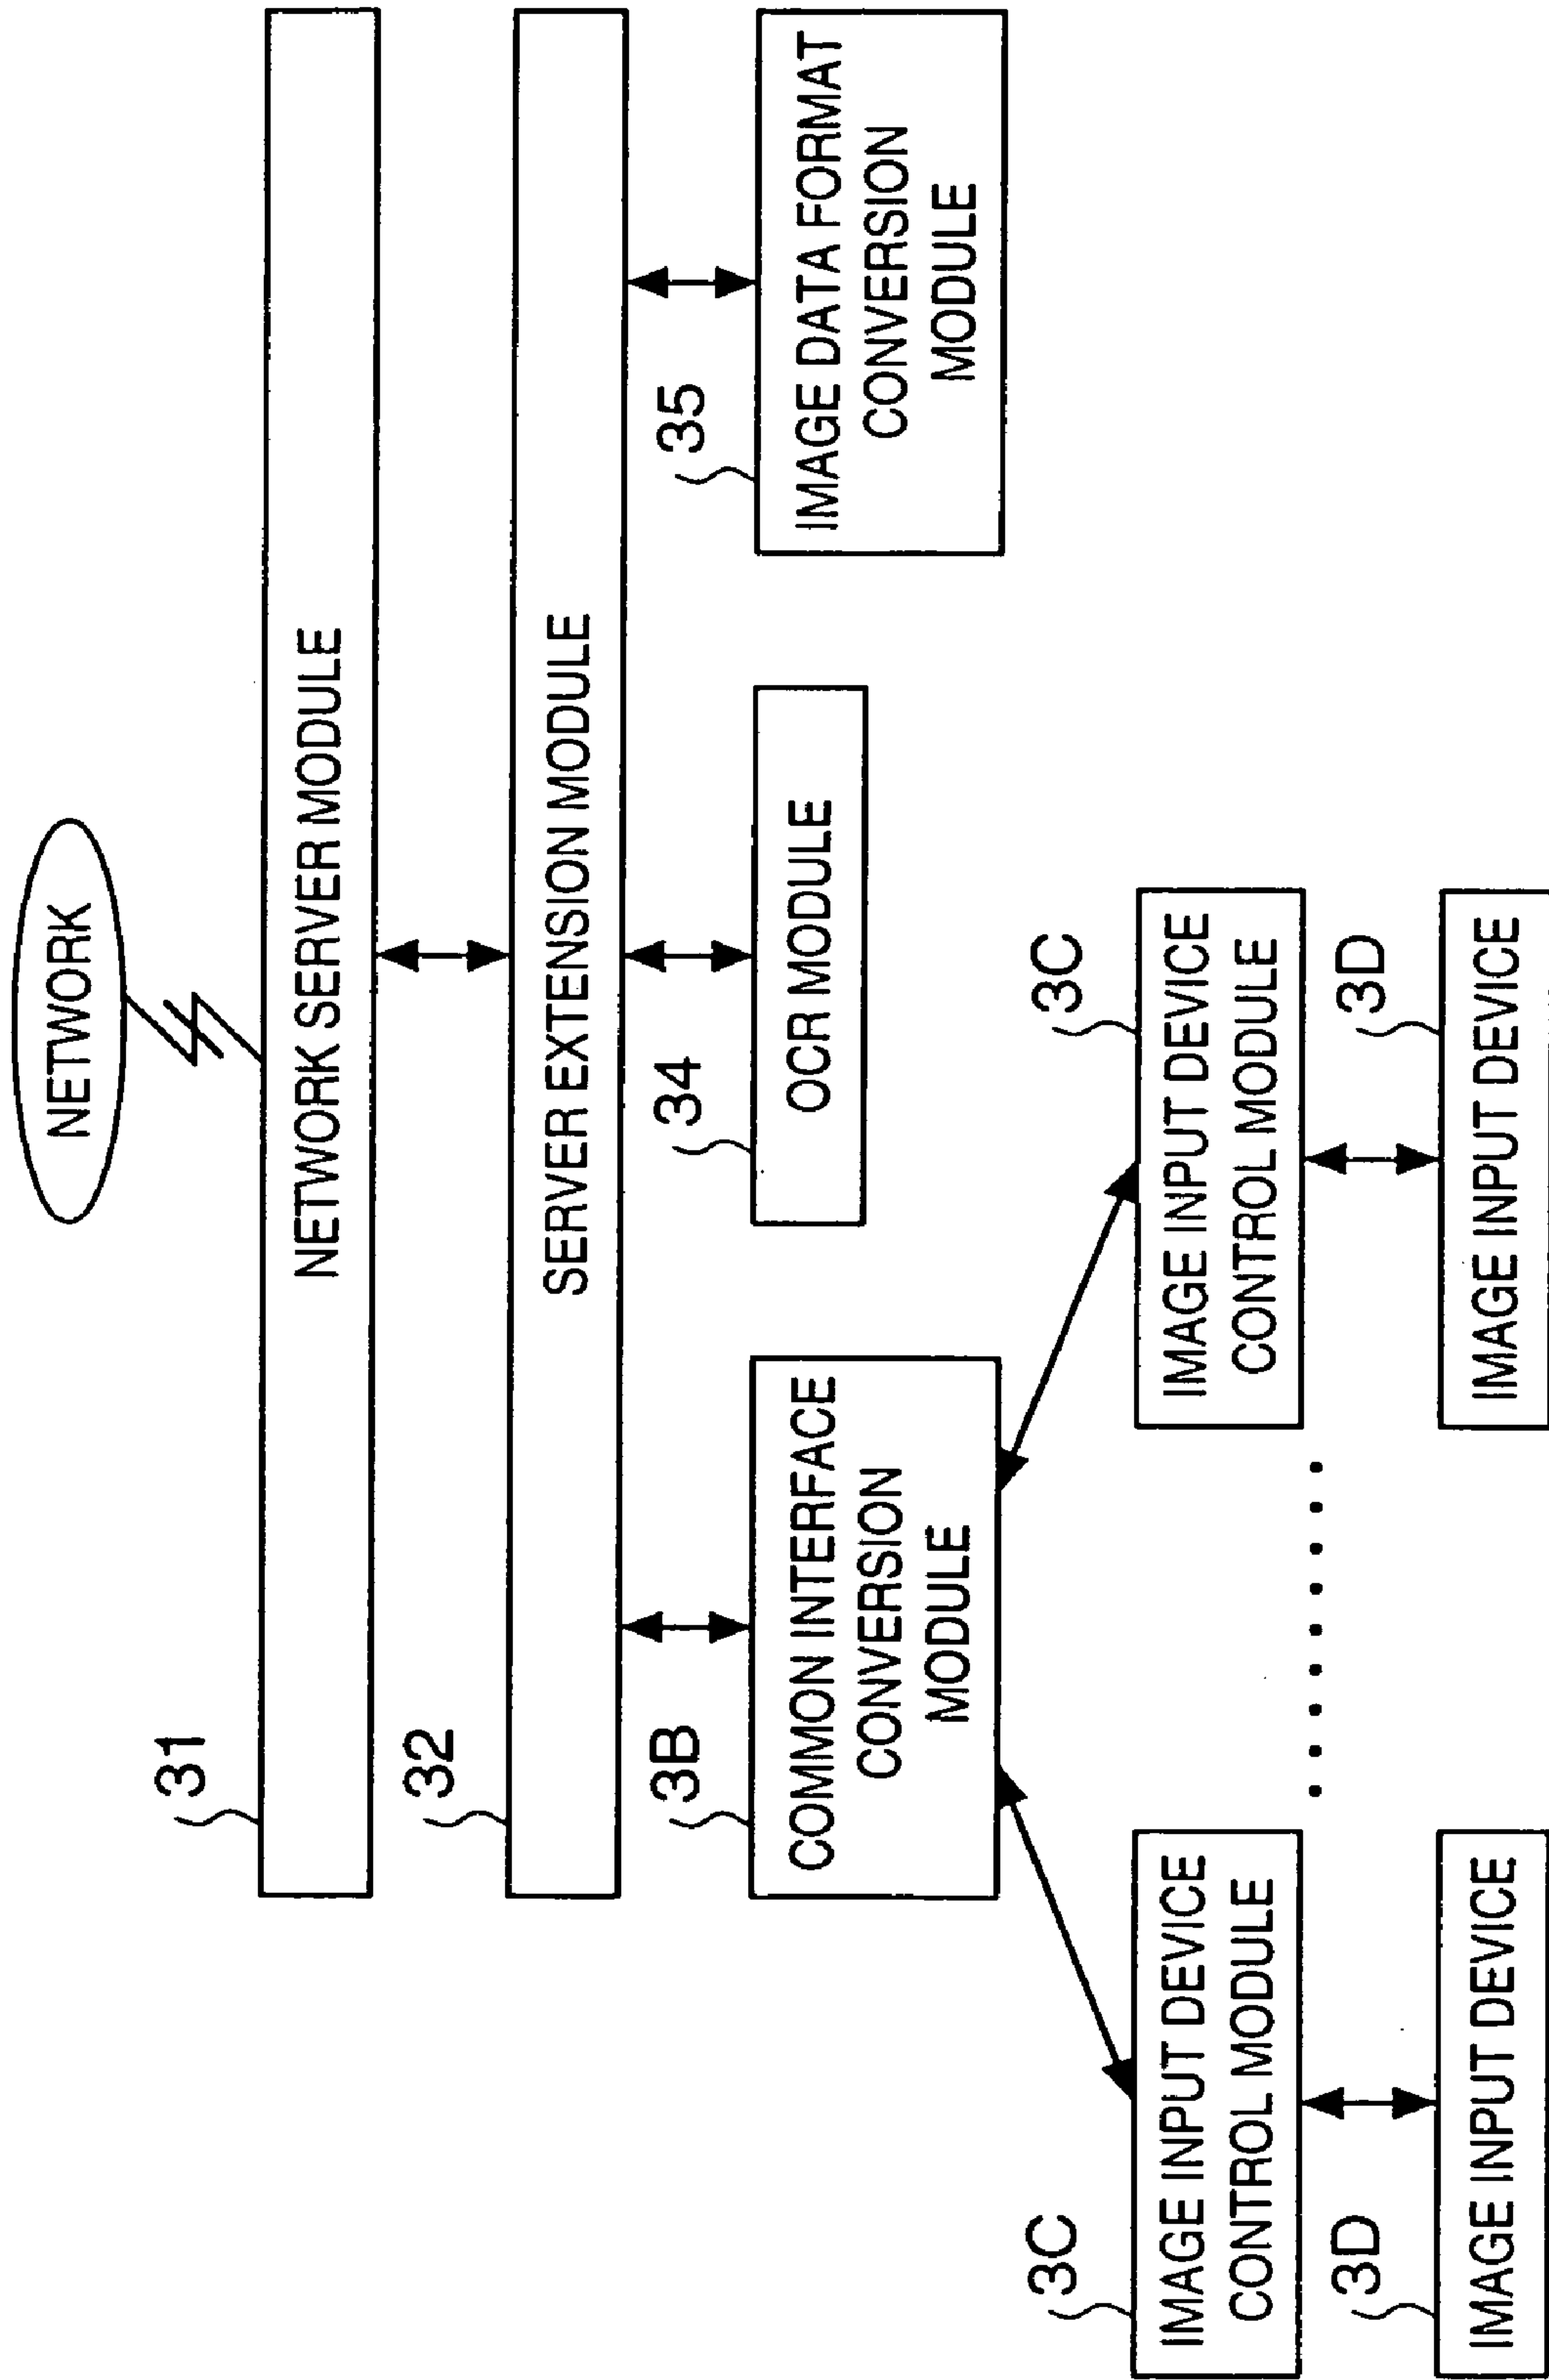 NETWORK
31
NETWORK SERVER MODULE
32
SERVER EXTENSION MODULE
3B
COMMON INTERFACE
CONVERSION
MODULE
34
OCR MODULE
35
IMAGE DATA FORMAT
CONVERSION
MODULE
3C
IMAGE INPUT DEVICE
CONTROL MODULE
3C
IMAGE INPUT DEVICE
CONTROL MODULE
3D
IMAGE INPUT DEVICE
3D
IMAGE INPUT DEVICE